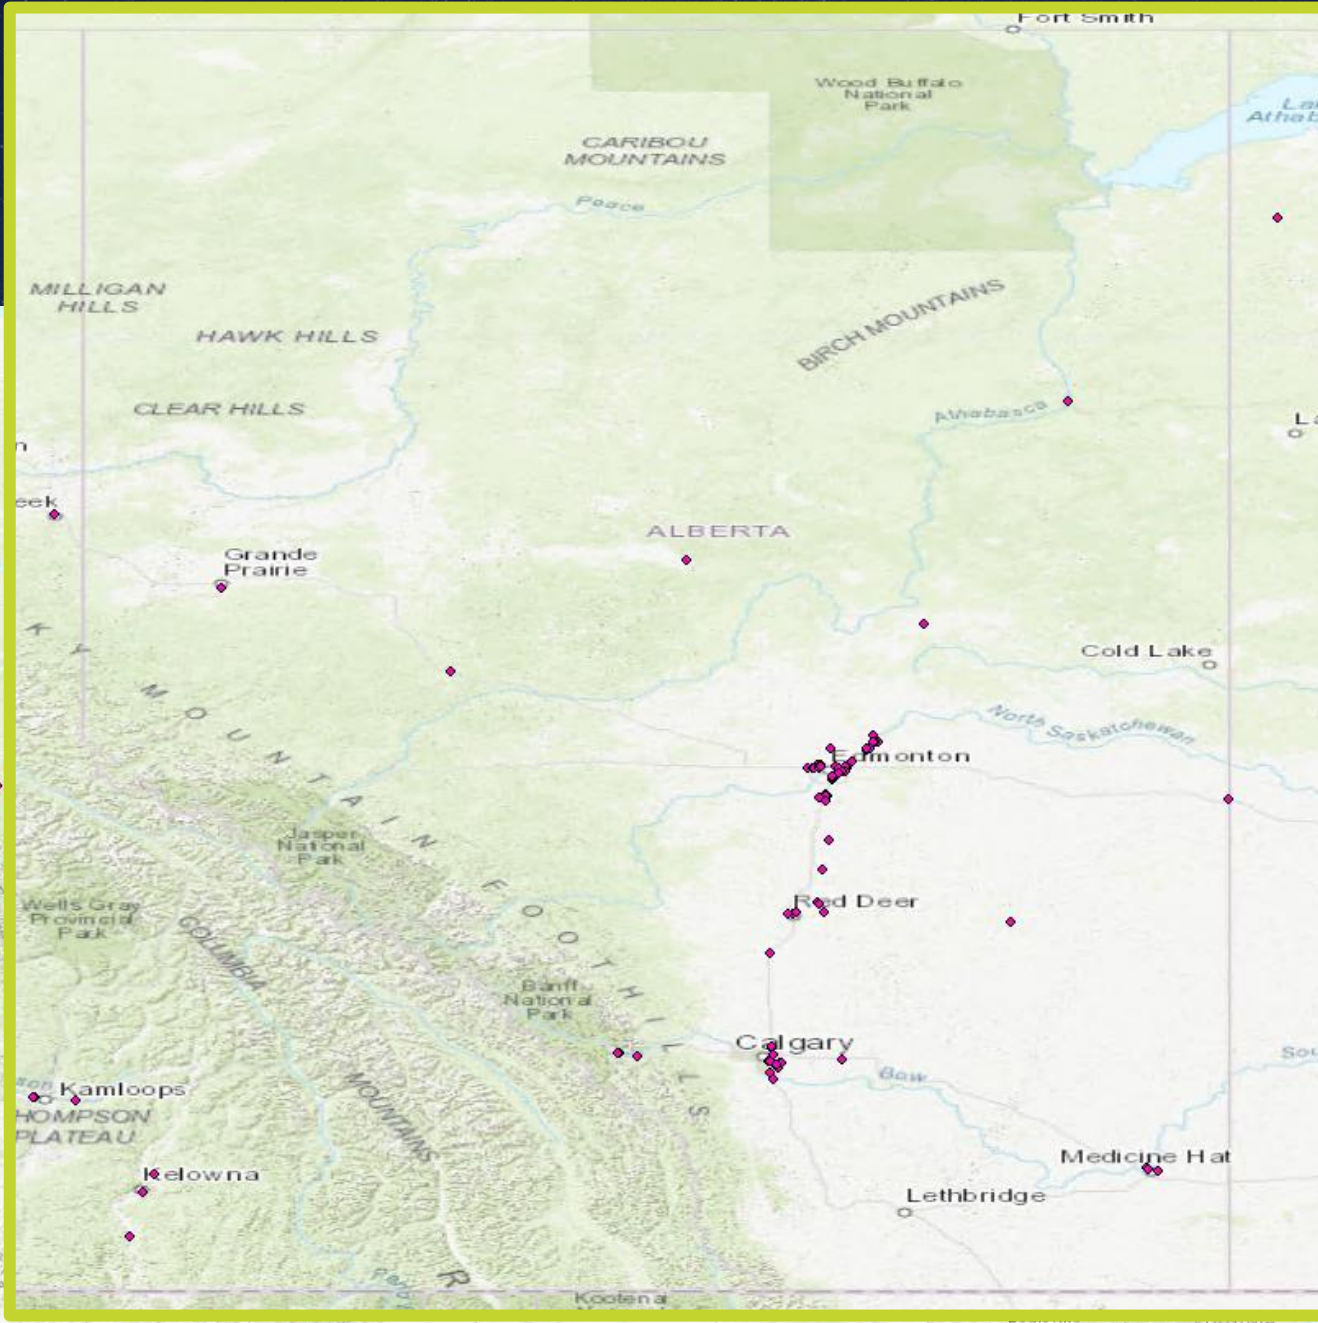 Fort Smith
Wood Buffalo
National
Park
CARIBOU
MOUNTAINS
Peace
MILLIGAN
HILLS
HAWK HILLS
BIRCH MOUNTAINS
CLEAR HILLS
Athabasca
eek
ALBERTA
Grande
Prairie
Cold Lake
North Saskatchewan
Edmonton
K Y M O U N T A I N F O O T H I L L S
Jasper
National
Park
Wells Gray
Provincial
Park
Red Deer
COLUMBIA
MOUNTAINS
Banff
National
Park
Calgary
Bow
Sou
Kamloops
HOMPSON
PLATEAU
Kelowna
Medicine Hat
Lethbridge
R
Kootenai